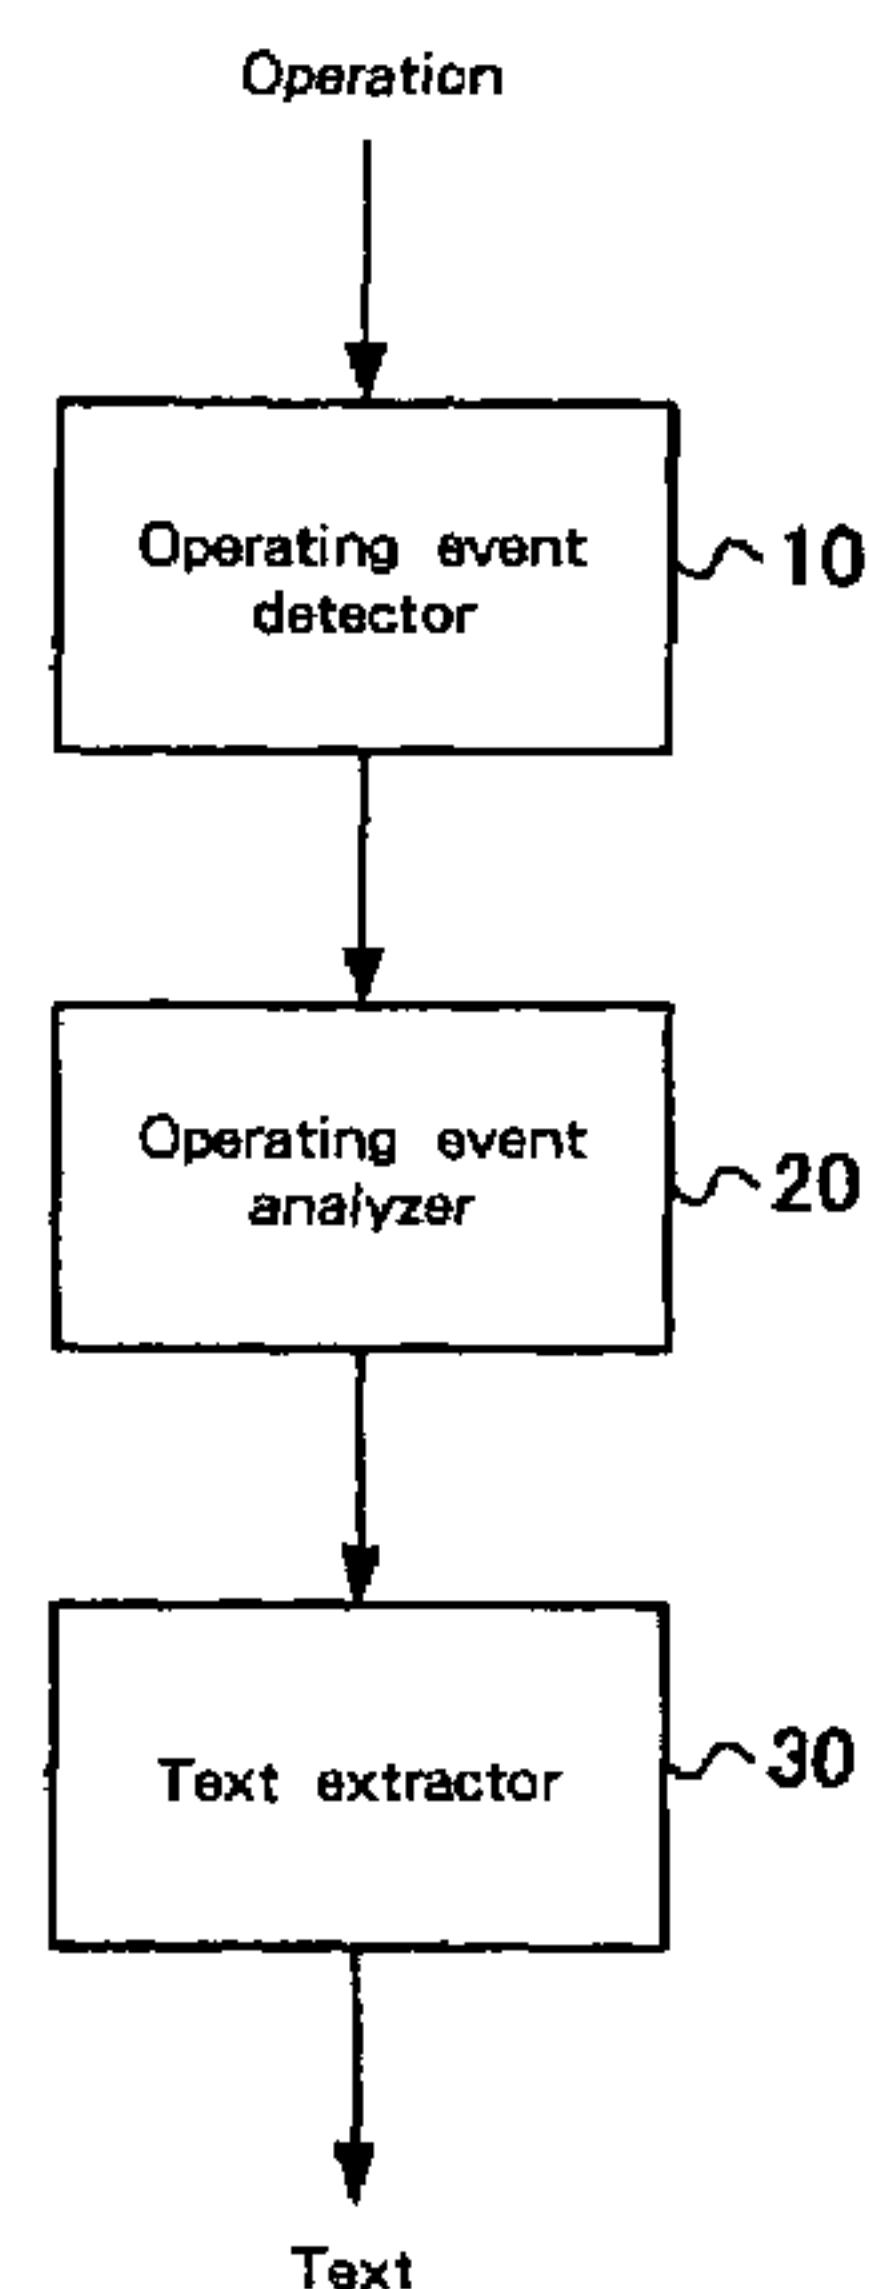 Operation
Operating event
detector
10
Operating event
analyzer
20
Text extractor
30
Text